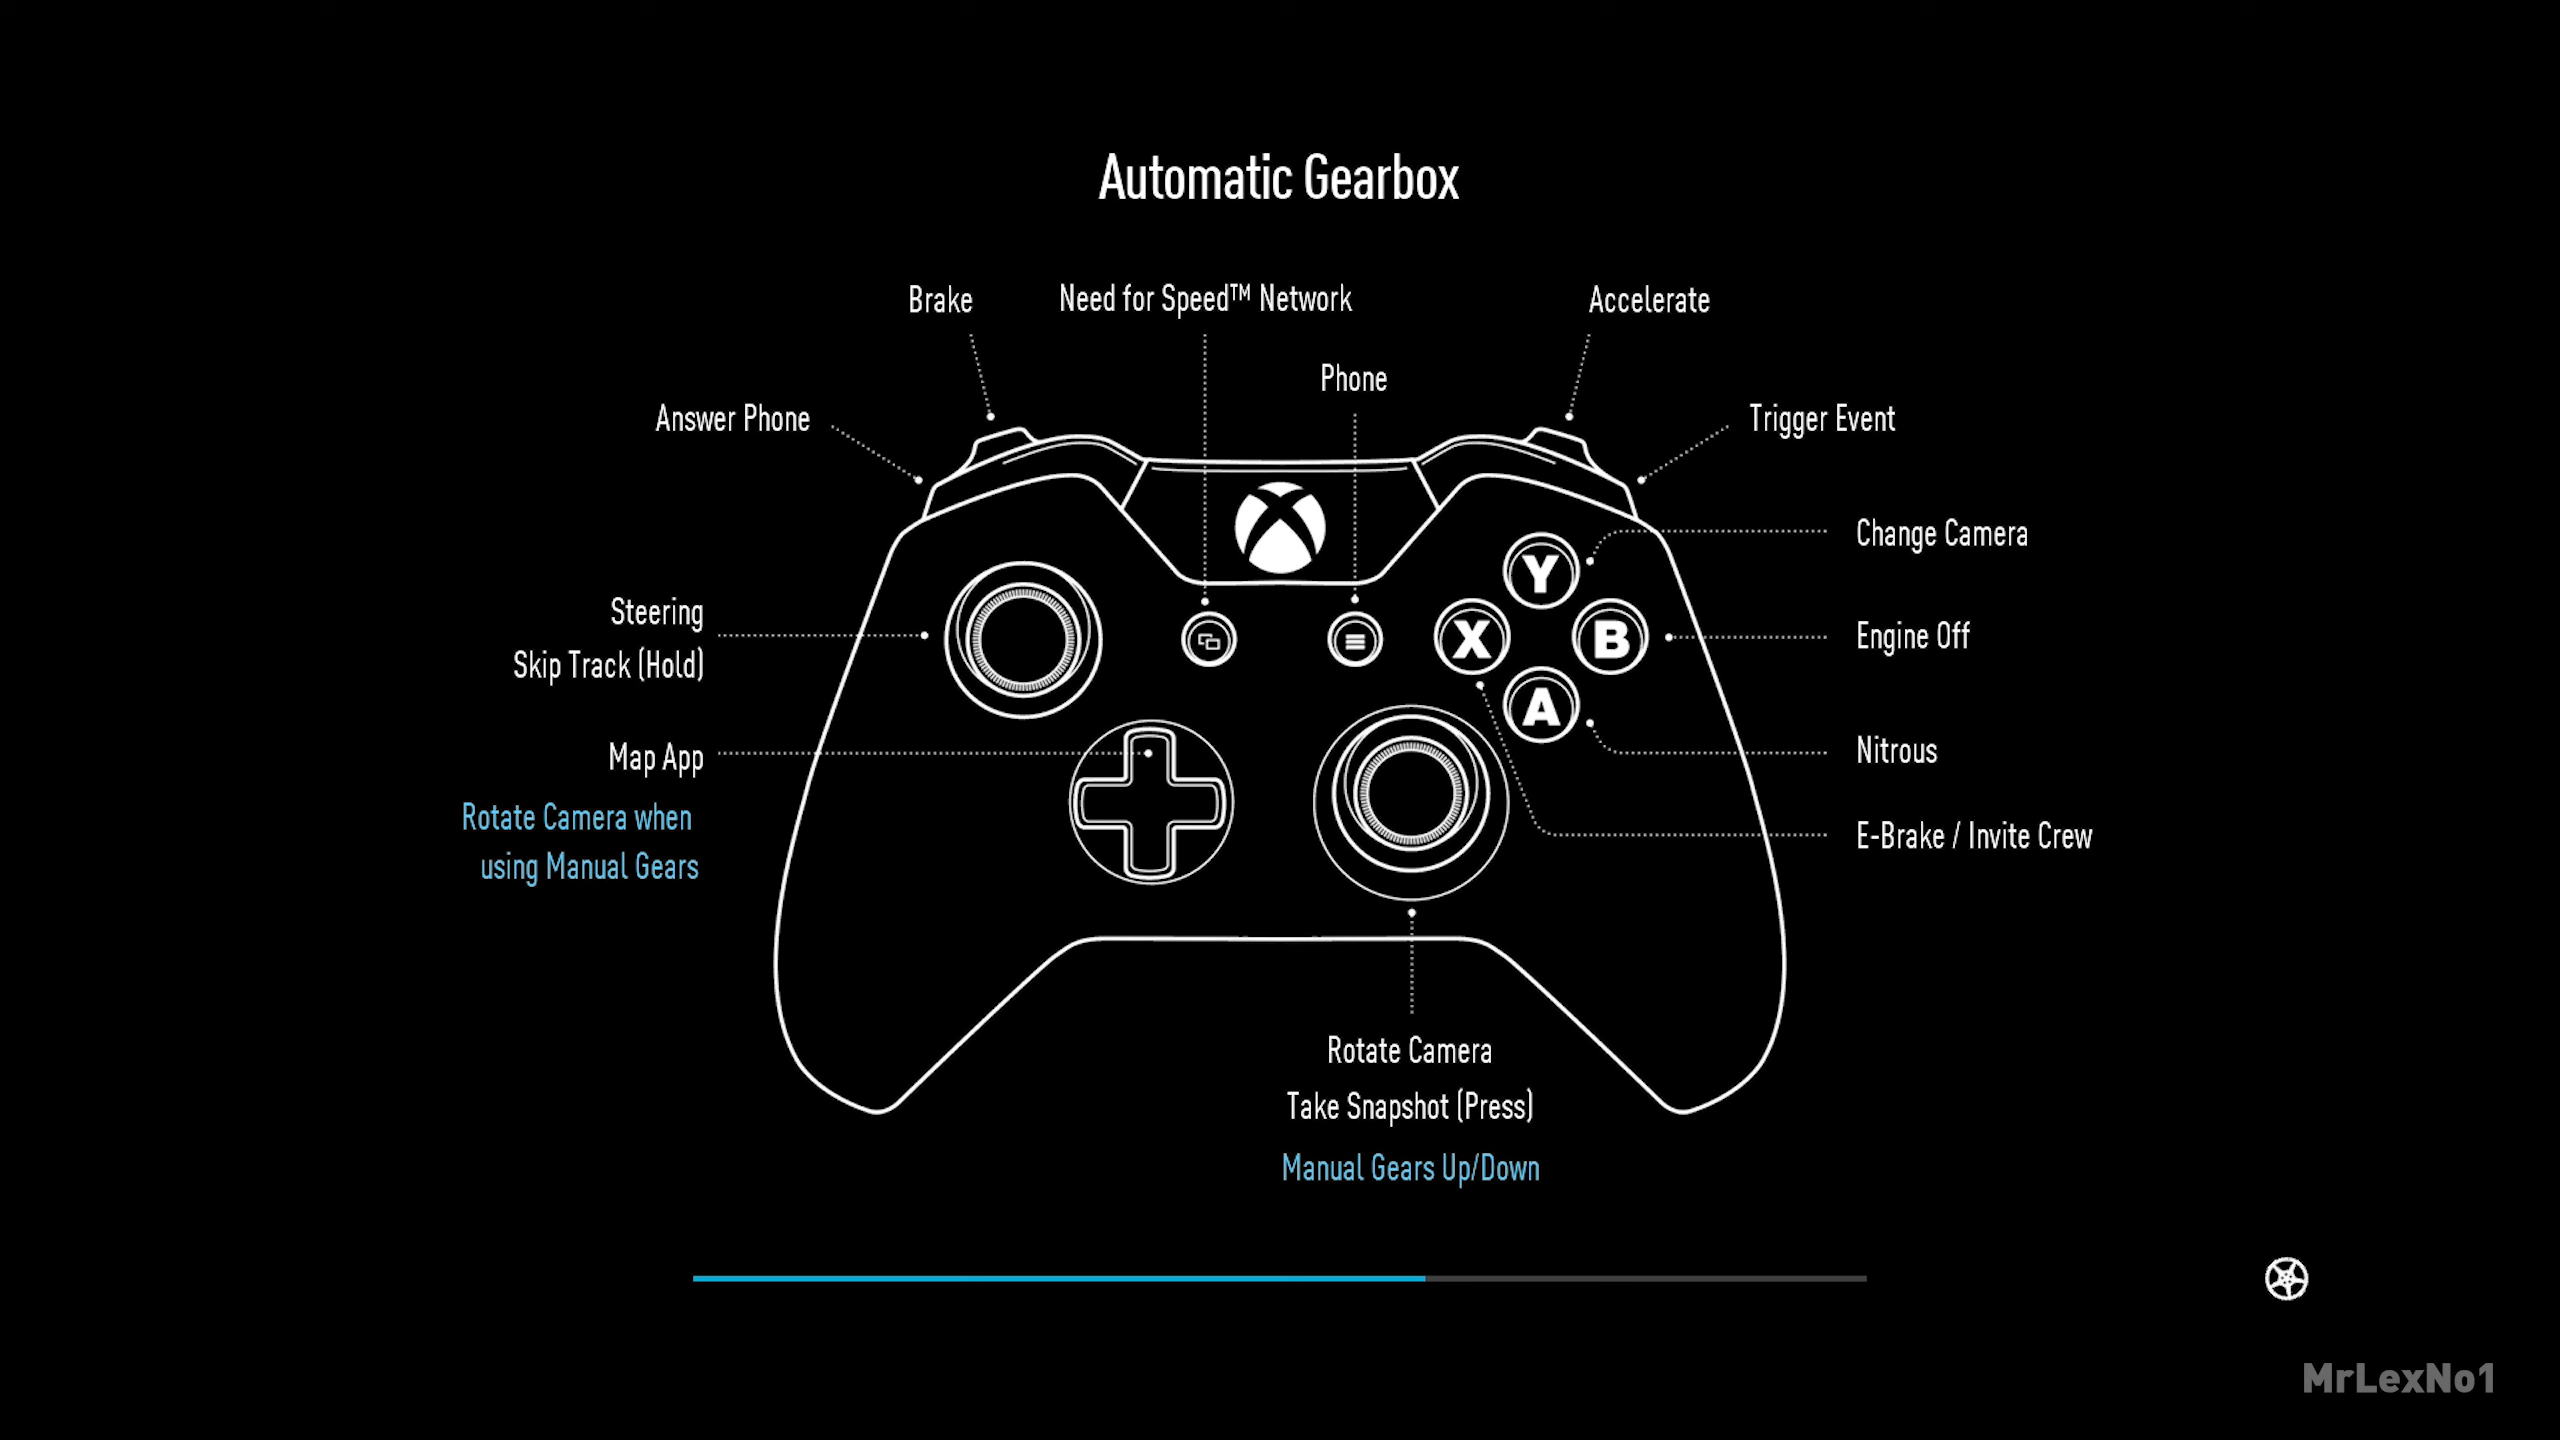 Automatic Gearbox
Brake
Need for Speed™ Network
Accelerate
Phone
Answer Phone
Trigger Event
Change Camera
Steering
Skip Track (Hold)
Y
X
B
A
Engine Off
Map App
Nitrous
Rotate Camera when
using Manual Gears
E-Brake / Invite Crew
Rotate Camera
Take Snapshot (Press)
Manual Gears Up/Down
MrLexNo1